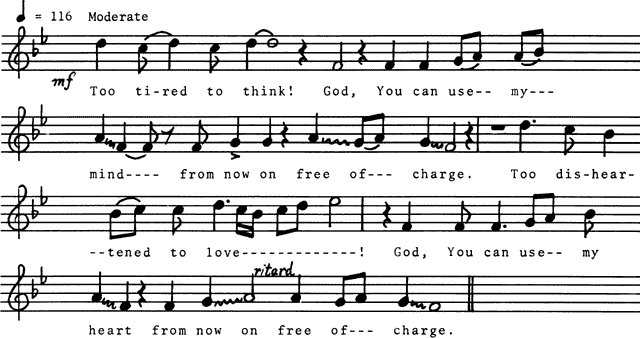 ♩ = 116 Moderate
mf
Too ti-red to think! God, You can use-- my---
mind---- from now on free of--- charge. Too dis-hear-
--tened to love-------------! God, You can use-- my
ritard
heart from now on free of--- charge.